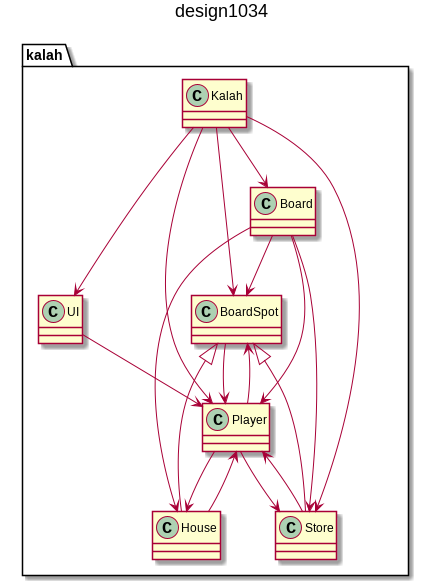 design1034
kalah
C Kalah
C Board
C UI
C BoardSpot
C Player
C House
C Store